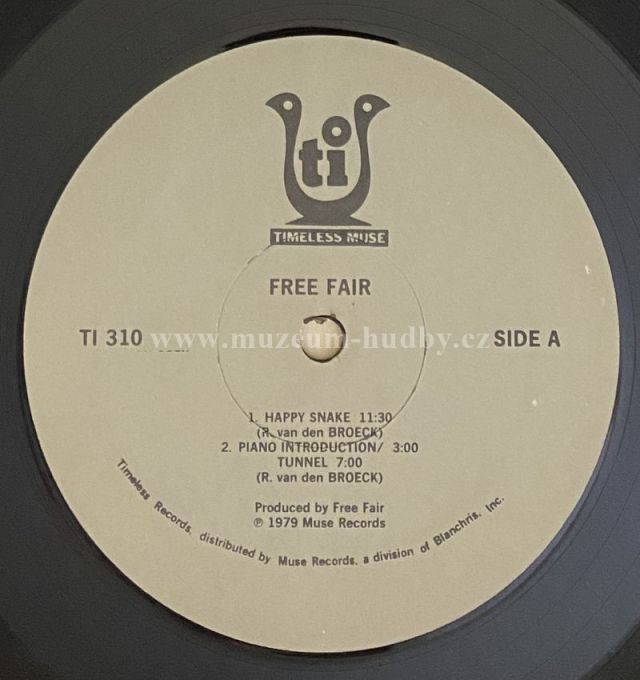 ti
TIMELESS MUSE
FREE FAIR
TI 310 www.muzeum-hudby.cz SIDE A
1. HAPPY SNAKE 11:30
(R. van den BROECK)
2. PIANO INTRODUCTION/ 3:00
TUNNEL 7:00
(R. van den BROECK)
Produced by Free Fair
℗ 1979 Muse Records
Timeless Records, distributed by Muse Records, a division of Blanchris, Inc.